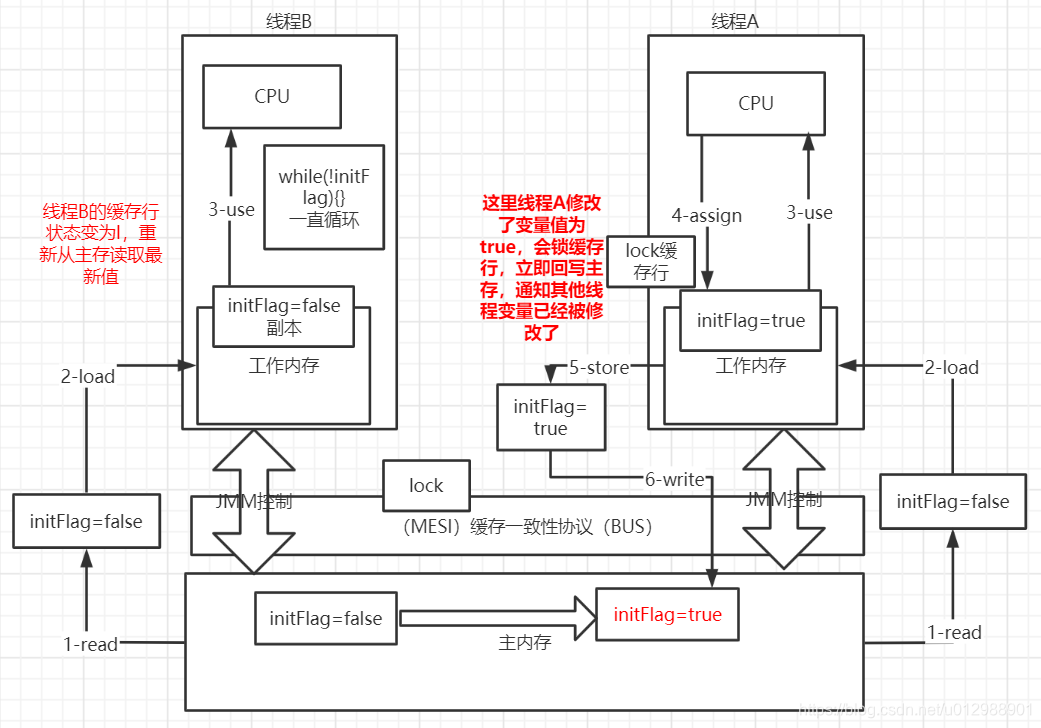 线程B
线程A
CPU
CPU
while(!initF
lag){}
一直循环
3-use
4-assign
3-use
线程B的缓存行
状态变为I，重
新从主存读取最
新值
这里线程A修改
了变量值为
true，会锁缓存
行，立即回写主
存，通知其他线
程变量已经被修
改了
lock缓
存行
initFlag=false
副本
initFlag=true
工作内存
工作内存
2-load
5-store
2-load
initFlag=
true
lock
6-write
JMM控制
JMM控制
initFlag=false
initFlag=false
（MESI）缓存一致性协议（BUS）
initFlag=false
initFlag=true
主内存
1-read
1-read
https://blog.csdn.net/u012988901